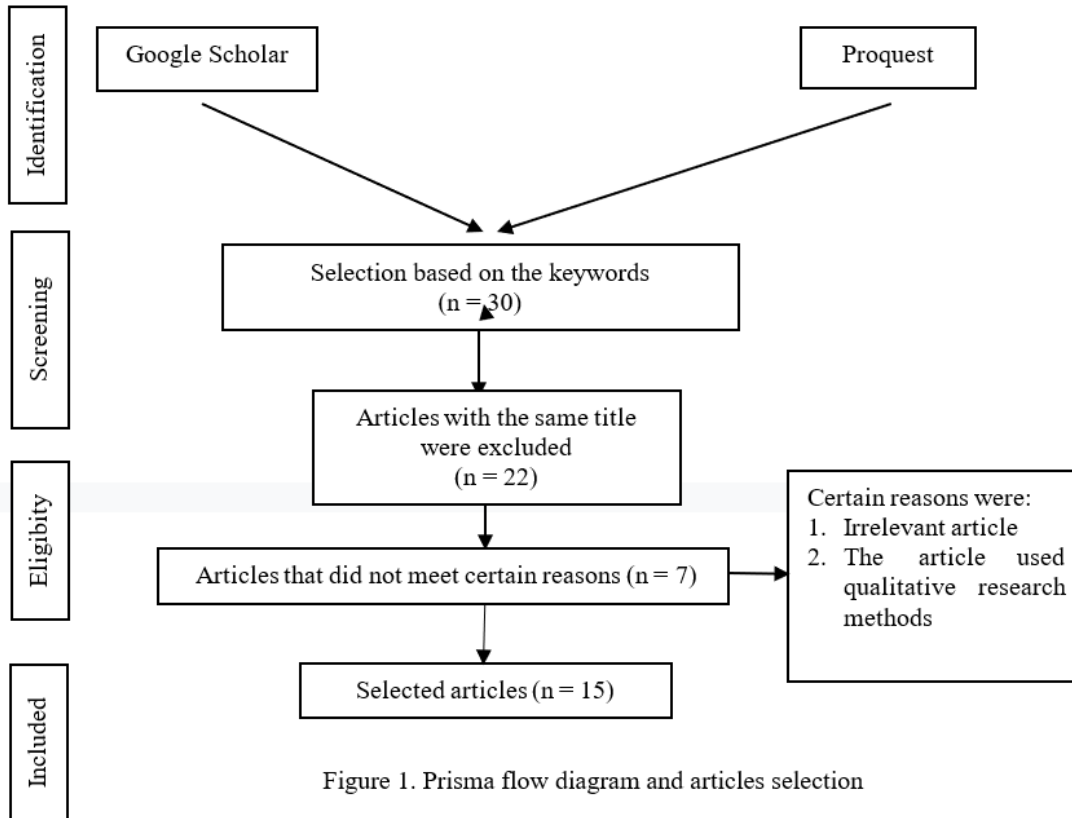 Identification
Google Scholar
Proquest
Screening
Selection based on the keywords
(n = 30)
Articles with the same title
were excluded
(n = 22)
Eligibity
Articles that did not meet certain reasons (n = 7)
Certain reasons were:
1. Irrelevant article
2. The article used
qualitative research
methods
Included
Selected articles (n = 15)
Figure 1. Prisma flow diagram and articles selection